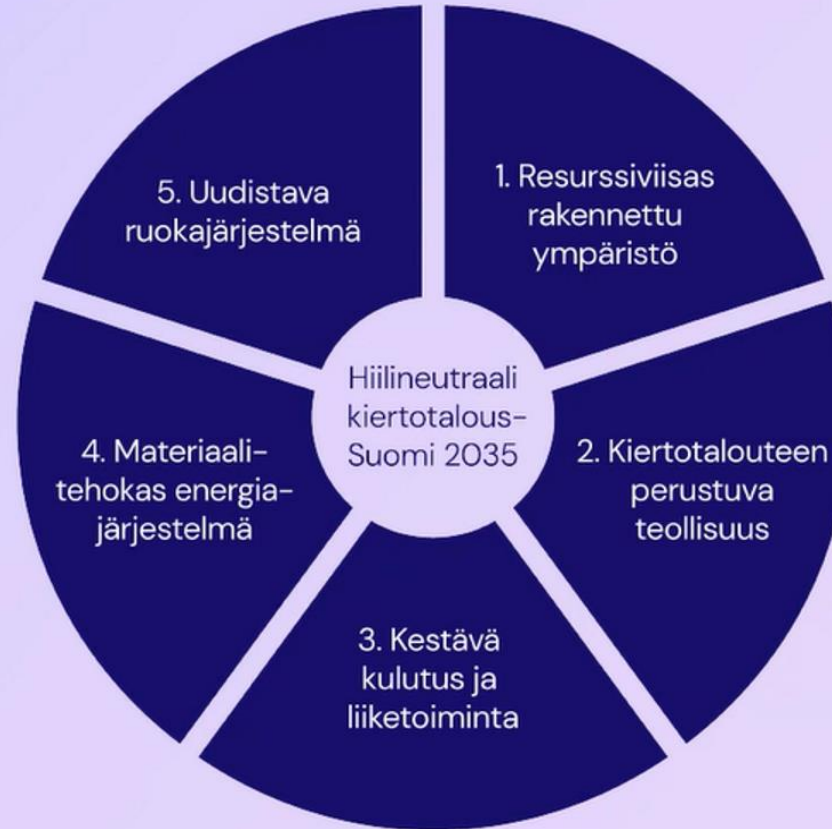 Hiilineutraali
kiertotalous-
Suomi 2035
1. Resurssiviisas
rakennettu
ympäristö
2. Kiertotalouteen
perustuva
teollisuus
3. Kestävä
kulutus ja
liiketoiminta
4. Materiaali-
tehokas energia-
järjestelmä
5. Uudistava
ruokajärjestelmä